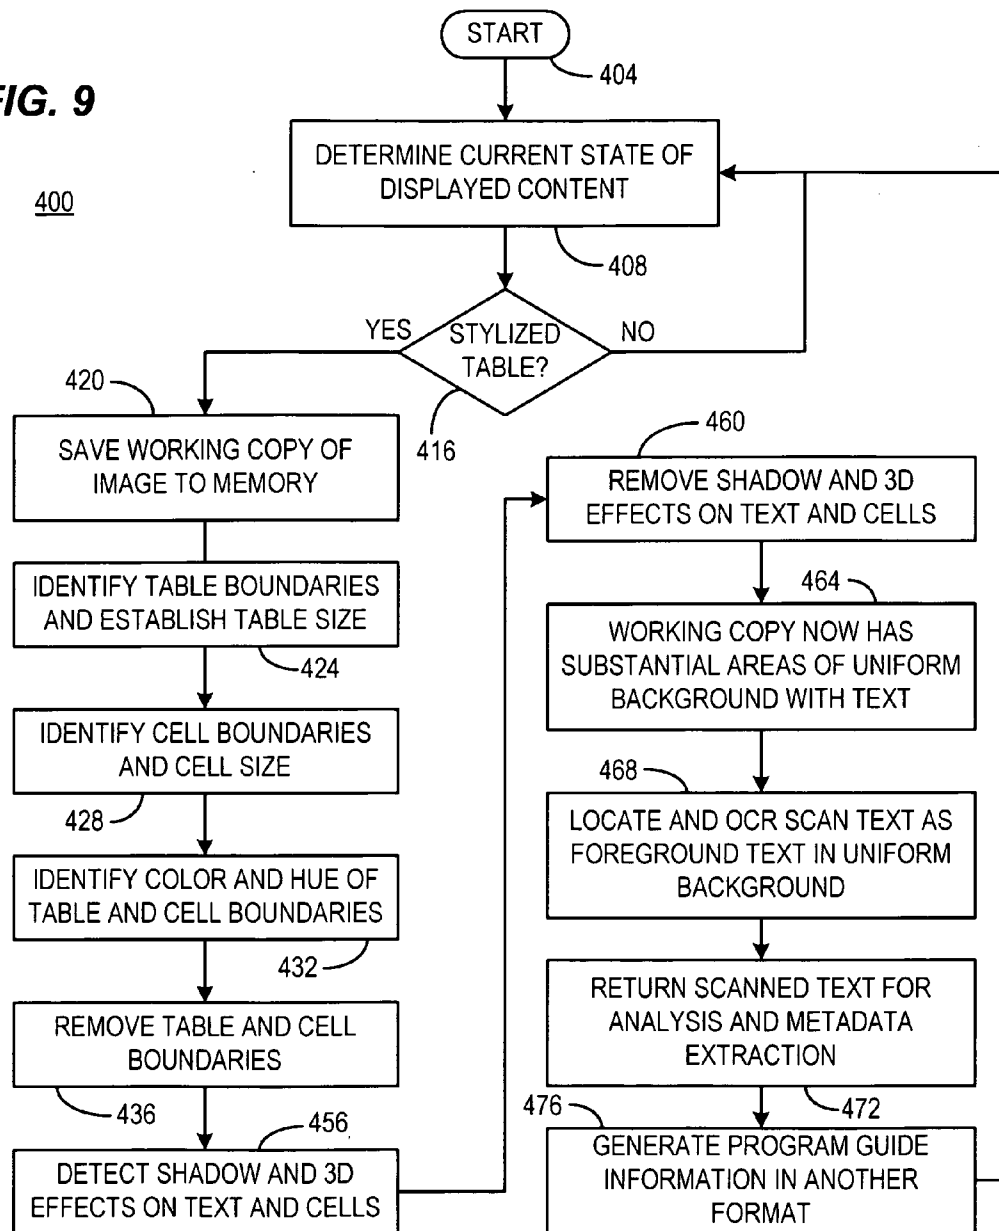 START
404
FIG. 9
DETERMINE CURRENT STATE OF
DISPLAYED CONTENT
400
408
YES
STYLIZED
TABLE?
NO
416
420
SAVE WORKING COPY OF
IMAGE TO MEMORY
IDENTIFY TABLE BOUNDARIES
AND ESTABLISH TABLE SIZE
424
IDENTIFY CELL BOUNDARIES
AND CELL SIZE
428
IDENTIFY COLOR AND HUE OF
TABLE AND CELL BOUNDARIES
432
REMOVE TABLE AND CELL
BOUNDARIES
436
456
DETECT SHADOW AND 3D
EFFECTS ON TEXT AND CELLS
460
REMOVE SHADOW AND 3D
EFFECTS ON TEXT AND CELLS
464
WORKING COPY NOW HAS
SUBSTANTIAL AREAS OF UNIFORM
BACKGROUND WITH TEXT
468
LOCATE AND OCR SCAN TEXT AS
FOREGROUND TEXT IN UNIFORM
BACKGROUND
RETURN SCANNED TEXT FOR
ANALYSIS AND METADATA
EXTRACTION
472
476
GENERATE PROGRAM GUIDE
INFORMATION IN ANOTHER
FORMAT